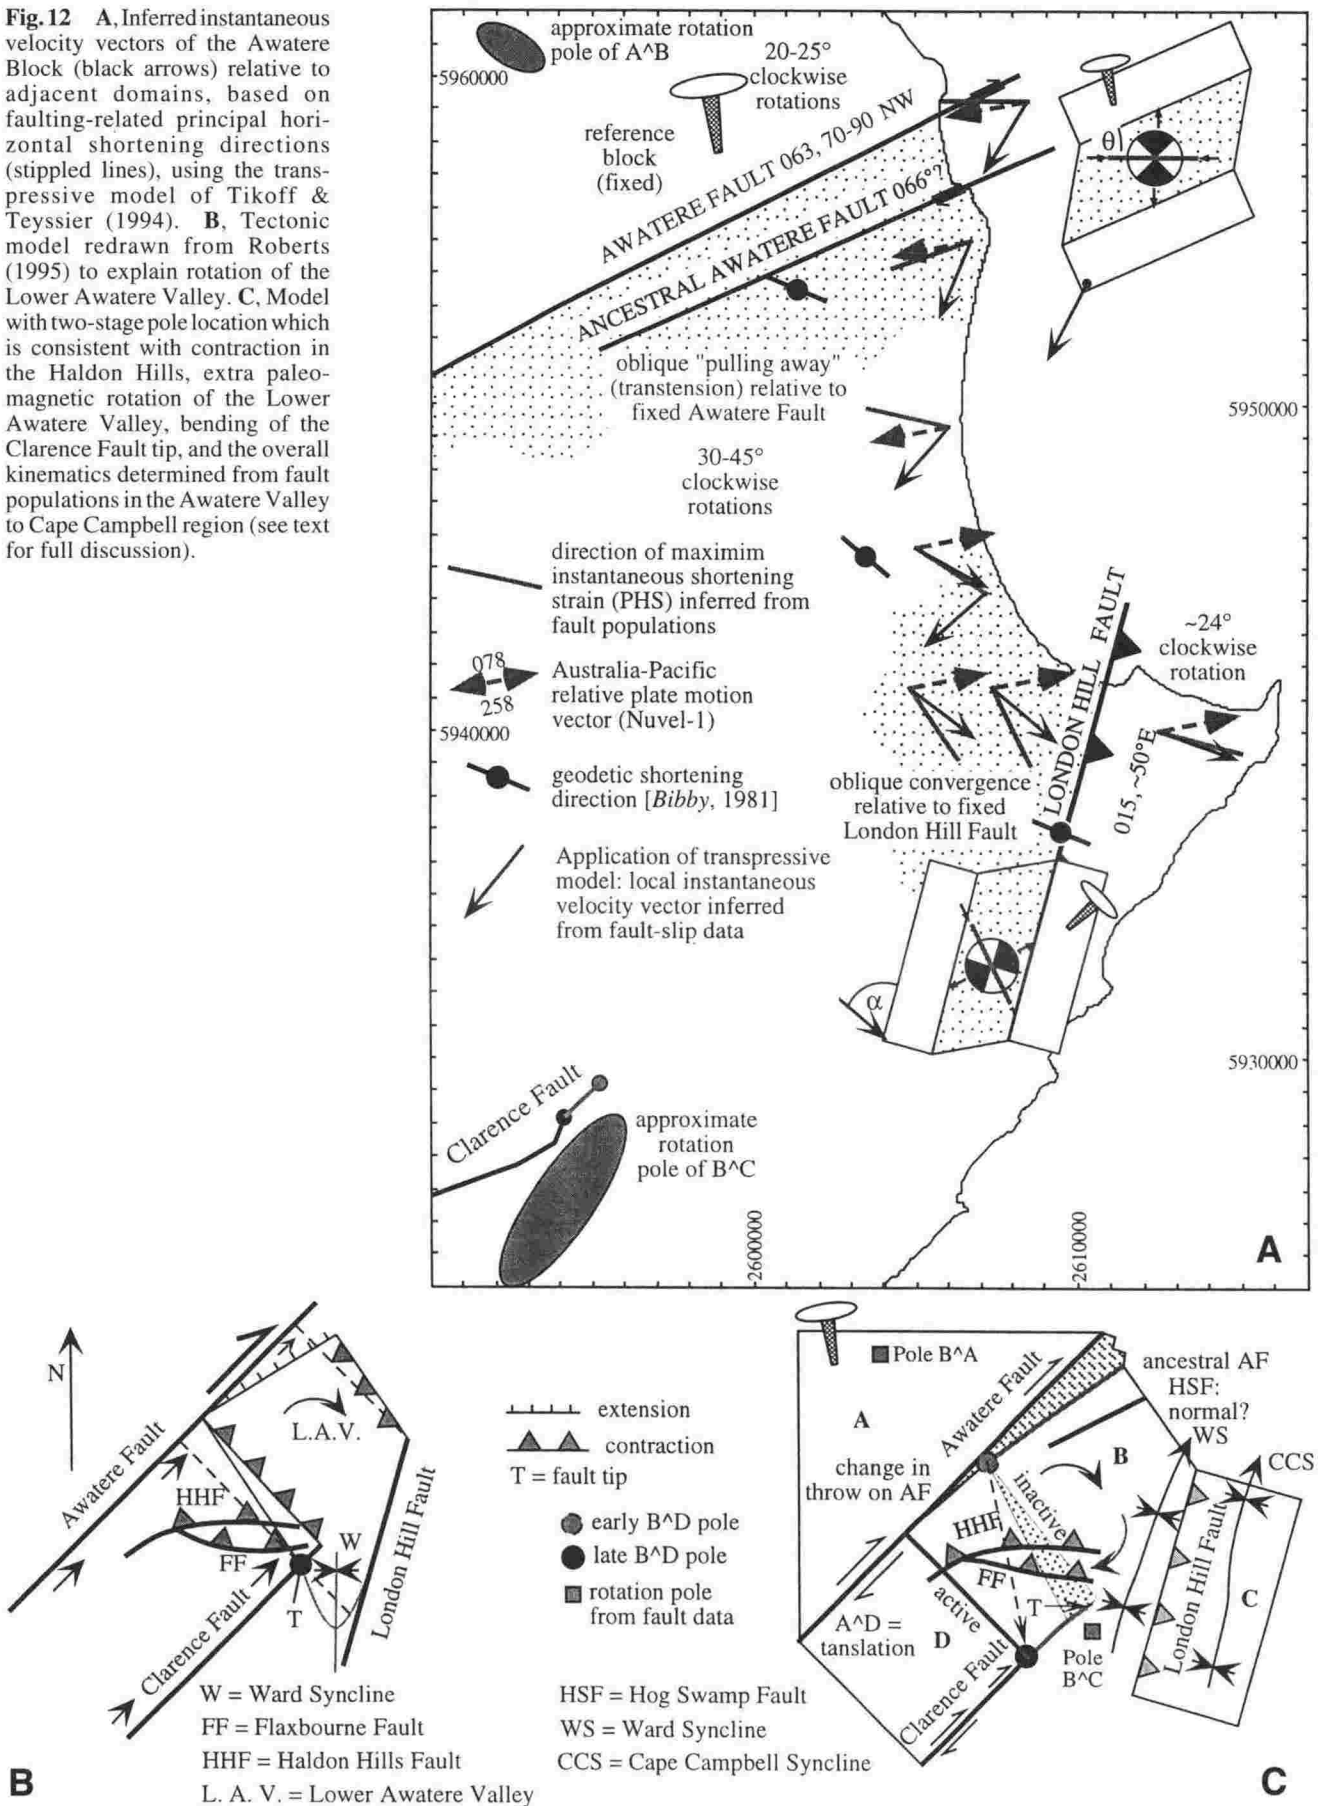 Fig. 12 A, Inferred instantaneous
velocity vectors of the Awatere
Block (black arrows) relative to
adjacent domains, based on
faulting-related principal hori-
zontal shortening directions
(stippled lines), using the trans-
pressive model of Tikoff &
Teyssier (1994). B, Tectonic
model redrawn from Roberts
(1995) to explain rotation of the
Lower Awatere Valley. C, Model
with two-stage pole location which
is consistent with contraction in
the Haldon Hills, extra paleo-
magnetic rotation of the Lower
Awatere Valley, bending of the
Clarence Fault tip, and the overall
kinematics determined from fault
populations in the Awatere Valley
to Cape Campbell region (see text
for full discussion).
approximate rotation
pole of A^B
5960000
20-25°
clockwise
rotations
reference
block
(fixed)
AWATERE FAULT 063, 70-90 NW
ANCESTRAL AWATERE FAULT 066°?
θ
oblique "pulling away"
(transtension) relative to
fixed Awatere Fault
5950000
30-45°
clockwise
rotations
direction of maximim
instantaneous shortening
strain (PHS) inferred from
fault populations
078
258
Australia-Pacific
relative plate motion
vector (Nuvel-1)
5940000
geodetic shortening
direction [Bibby, 1981]
Application of transpressive
model: local instantaneous
velocity vector inferred
from fault-slip data
LONDON HILL FAULT
015, ~50°E
~24°
clockwise
rotation
oblique convergence
relative to fixed
London Hill Fault
α
5930000
Clarence Fault
approximate
rotation
pole of B^C
2600000
2610000
A
N
Awatere Fault
L.A.V.
HHF
FF
W
T
Clarence Fault
London Hill Fault
extension
contraction
T = fault tip
early B^D pole
late B^D pole
rotation pole
from fault data
W = Ward Syncline
FF = Flaxbourne Fault
HHF = Haldon Hills Fault
L. A. V. = Lower Awatere Valley
HSF = Hog Swamp Fault
WS = Ward Syncline
CCS = Cape Campbell Syncline
B
Pole B^A
A
Awatere Fault
ancestral AF
HSF:
normal?
WS
CCS
change in
throw on AF
B
inactive
HHF
FF
active
T
A^D =
tanslation
D
Clarence Fault
Pole
B^C
London Hill Fault
C
C